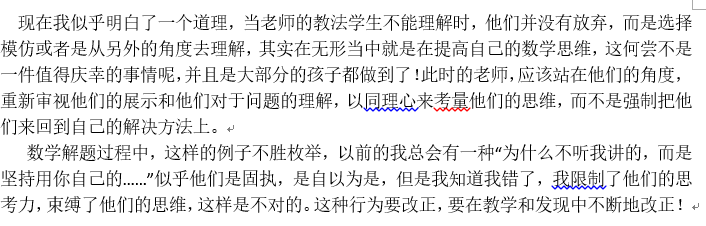 现在我似乎明白了一个道理，当老师的教法学生不能理解时，他们并没有放弃，而是选择
模仿或者是从另外的角度去理解，其实在无形当中就是在提高自己的数学思维，这何尝不是
一件值得庆幸的事情呢，并且是大部分的孩子都做到了！此时的老师，应该站在他们的角度，
重新审视他们的展示和他们对于问题的理解，以同理心来考量他们的思维，而不是强制把他
们来回到自己的解决方法上。
数学解题过程中，这样的例子不胜枚举，以前的我总会有一种“为什么不听我讲的，而是
坚持用你自己的......”似乎他们是固执，是自以为是，但是我知道我错了，我限制了他们的思
考力，束缚了他们的思维，这样是不对的。这种行为要改正，要在教学和发现中不断地改正！